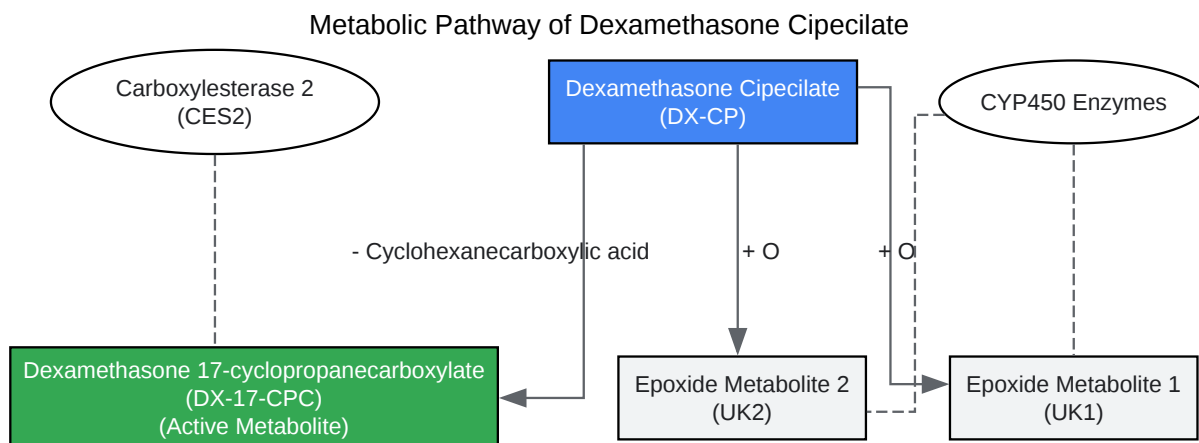 Metabolic Pathway of Dexamethasone Cipecilate
Carboxylesterase 2
(CES2)
Dexamethasone Cipecilate
(DX-CP)
CYP450 Enzymes
- Cyclohexanecarboxylic acid
+ O
+ O
Dexamethasone 17-cyclopropanecarboxylate
(DX-17-CPC)
(Active Metabolite)
Epoxide Metabolite 2
(UK2)
Epoxide Metabolite 1
(UK1)